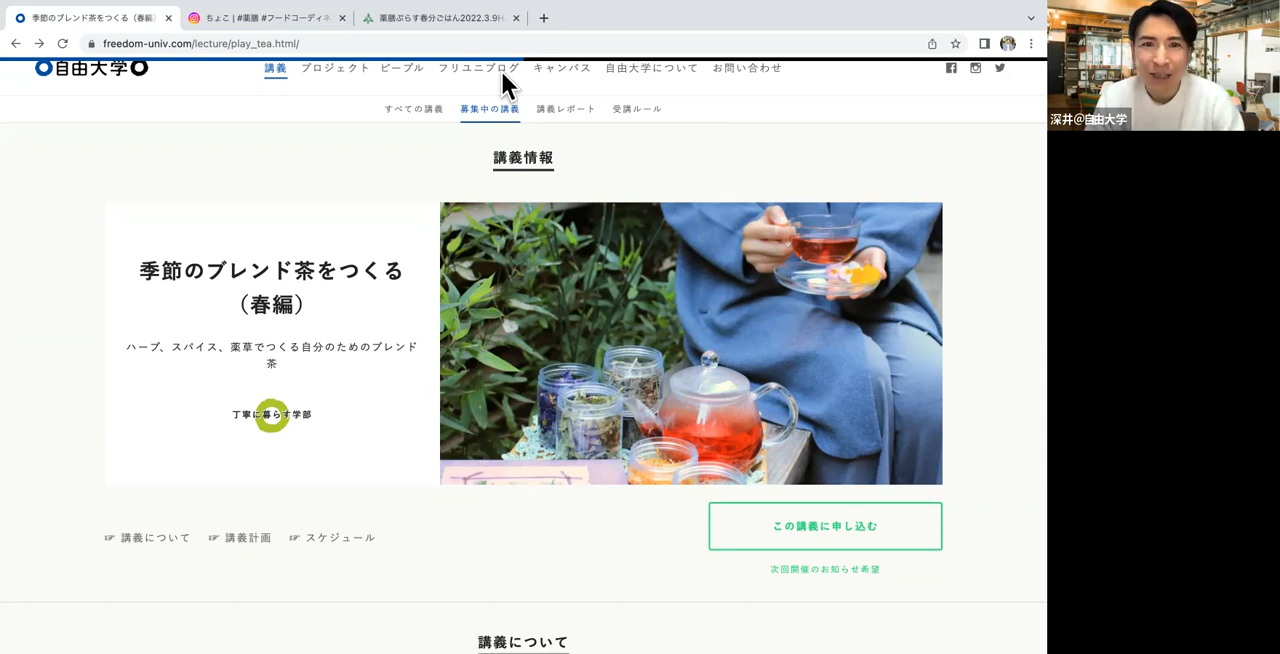 季節のブレンド茶をつくる（春編）
ちょこ | #薬膳 #フードコーディネ
薬膳ぷらす春分ごはん2022.3.9H
freedom-univ.com/lecture/play_tea.html/
自由大学
講義 プロジェクト ピープル フリユニブログ キャンパス 自由大学について お問い合わせ
すべての講義 募集中の講義 講義レポート 受講ルール
深井@自由大学
講義情報
季節のブレンド茶をつくる
（春編）
ハーブ、スパイス、薬草でつくる自分のためのブレンド
茶
丁寧に暮らす学部
☞ 講義について ☞ 講義計画 ☞ スケジュール
この講義に申し込む
次回開催のお知らせ希望
講義について